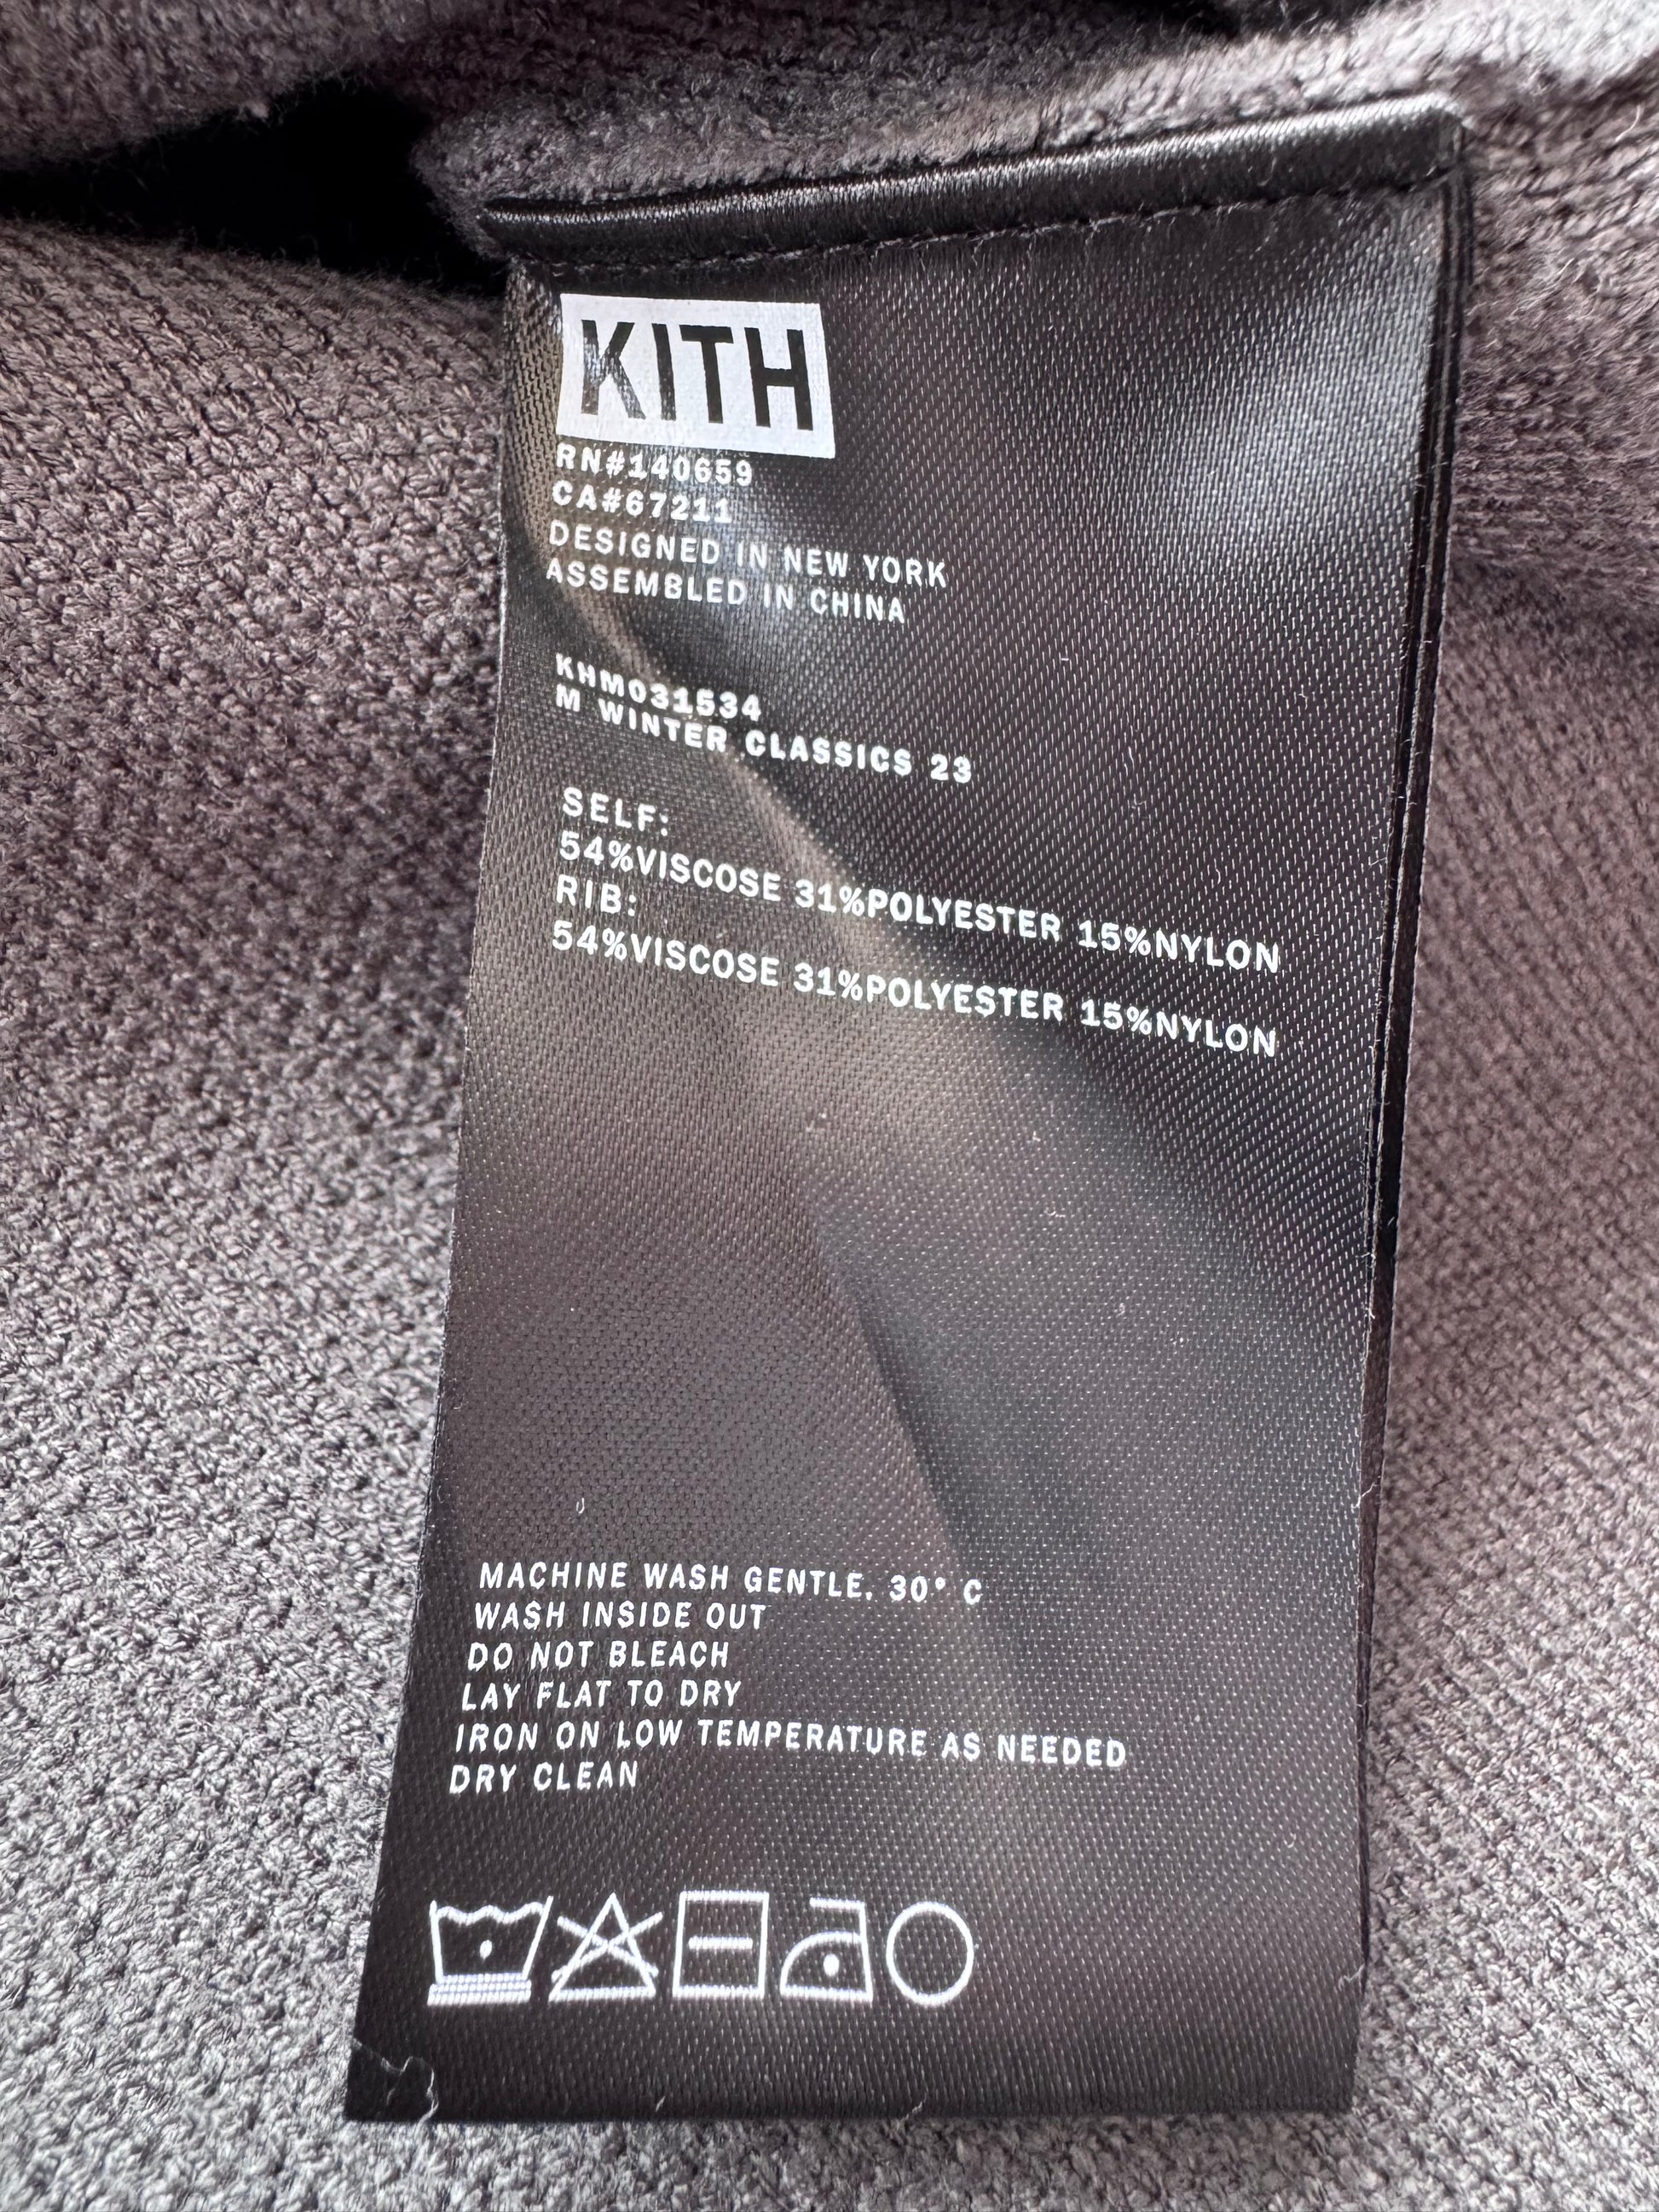 KITH
RN#140659
CA#67211
DESIGNED IN NEW YORK
ASSEMBLED IN CHINA
KHM031534
M WINTER CLASSICS 23
SELF:
54%VISCOSE 31%POLYESTER 15%NYLON
RIB:
54%VISCOSE 31%POLYESTER 15%NYLON
MACHINE WASH GENTLE, 30° C
WASH INSIDE OUT
DO NOT BLEACH
LAY FLAT TO DRY
IRON ON LOW TEMPERATURE AS NEEDED
DRY CLEAN